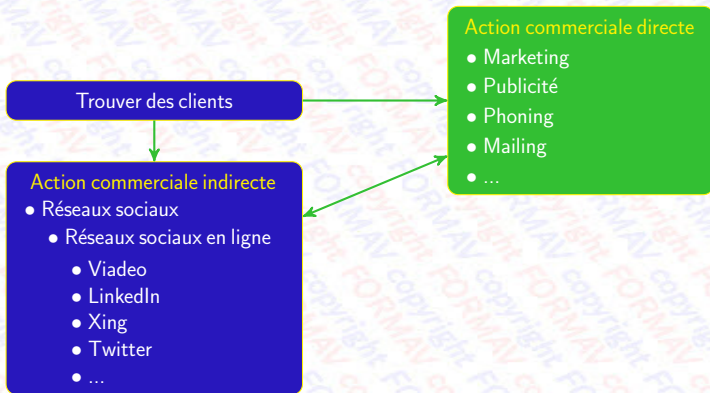 Action commerciale directe
• Marketing
• Publicité
• Phoning
• Mailing
• ...
Trouver des clients
Action commerciale indirecte
• Réseaux sociaux
• Réseaux sociaux en ligne
• Viadeo
• LinkedIn
• Xing
• Twitter
• ...
copyright FORMAV